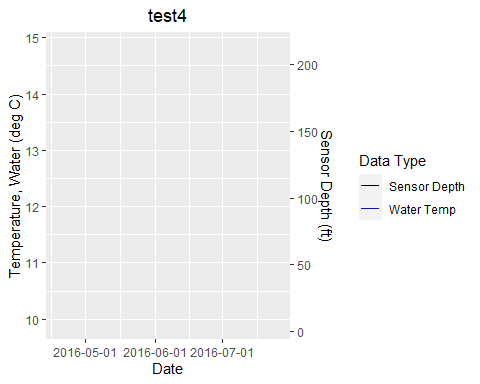 test4
Temperature, Water (deg C)
15
14
13
12
11
10
200
150
100
50
0
Sensor Depth (ft)
2016-05-01 2016-06-01 2016-07-01
Date
Data Type
Sensor Depth
Water Temp